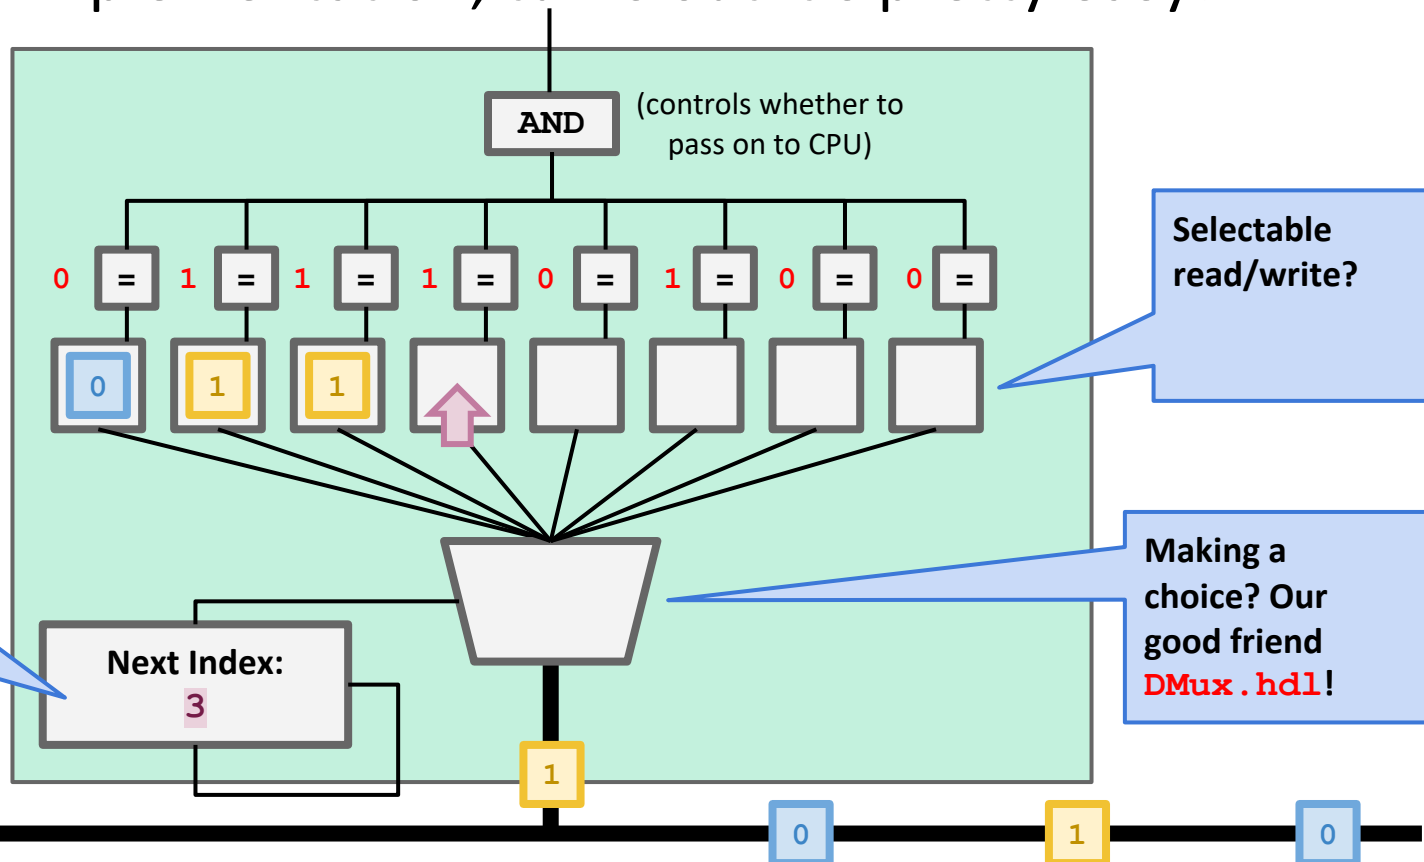 AND
(controls whether to
pass on to CPU)
0 = 1 = 1 = 1 = 0 = 1 = 0 = 0 =
0 1 1
Selectable
read/write?
Making a
choice? Our
good friend
DMux.hdl!
Next Index:
3
1
0 1 0